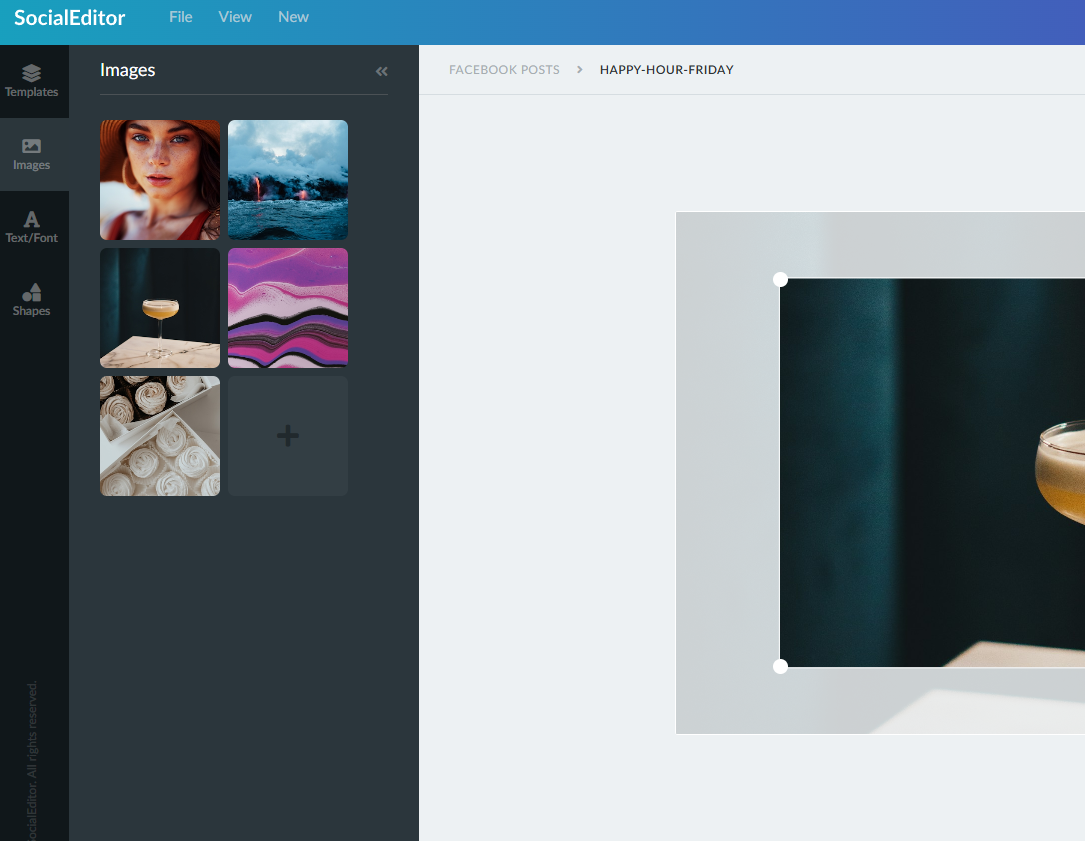 SocialEditor
File
View
New
Templates
Images
Text/Font
Shapes
Images
FACEBOOK POSTS
HAPPY-HOUR-FRIDAY
ocialEditor. All rights reserved.